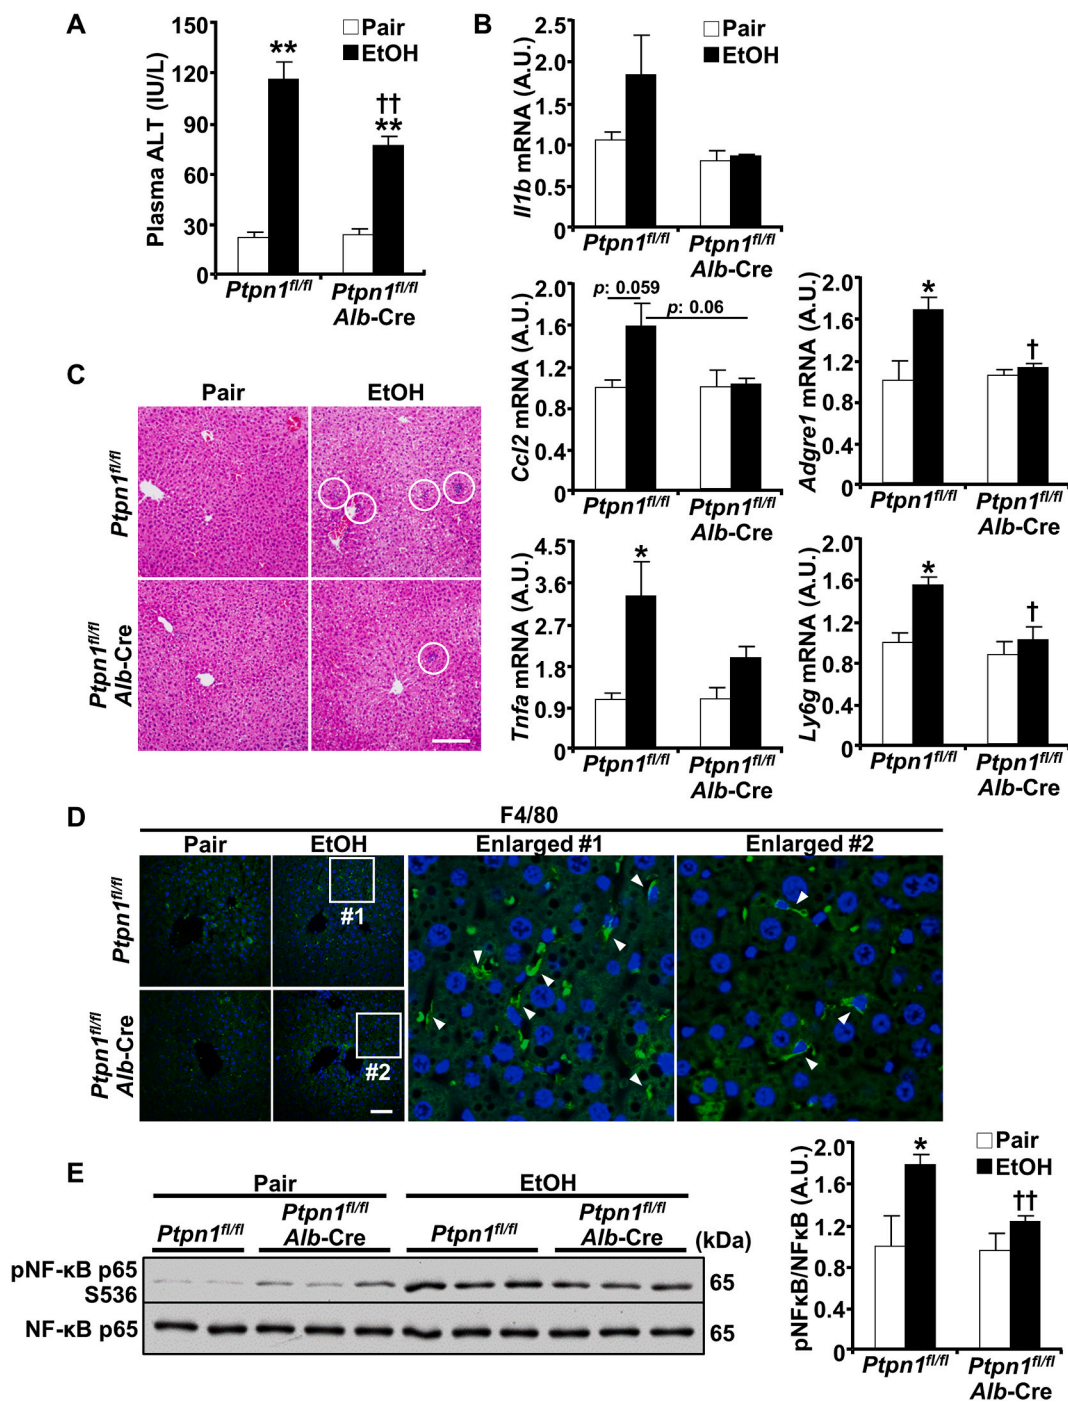 A
Plasma ALT (IU/L)
150
120
90
60
30
0
Pair
EtOH
**
††
**
Ptpn1fl/fl
Ptpn1fl/fl
Alb-Cre
B
Il1b mRNA (A.U.)
2.5
2.0
1.5
1.0
0.5
0
Pair
EtOH
Ptpn1fl/fl
Ptpn1fl/fl
Alb-Cre
Ccl2 mRNA (A.U.)
2.0
1.6
1.2
0.8
0.4
0
p: 0.059
p: 0.06
Ptpn1fl/fl
Ptpn1fl/fl
Alb-Cre
Adgre1 mRNA (A.U.)
2.0
1.6
1.2
0.8
0.4
0
*
†
Ptpn1fl/fl
Ptpn1fl/fl
Alb-Cre
Tnfa mRNA (A.U.)
4.5
3.6
2.7
1.8
0.9
0
*
Ptpn1fl/fl
Ptpn1fl/fl
Alb-Cre
Ly6g mRNA (A.U.)
2.0
1.6
1.2
0.8
0.4
0
*
†
Ptpn1fl/fl
Ptpn1fl/fl
Alb-Cre
C
Pair
EtOH
Ptpn1fl/fl
Ptpn1fl/fl
Alb-Cre
D
F4/80
Pair
EtOH
Enlarged #1
Enlarged #2
Ptpn1fl/fl
#1
Ptpn1fl/fl
Alb-Cre
#2
E
Pair
EtOH
Ptpn1fl/fl
Ptpn1fl/fl
Alb-Cre
Ptpn1fl/fl
Ptpn1fl/fl
Alb-Cre
(kDa)
pNF-κB p65
S536
65
NF-κB p65
65
pNFκB/NFκB (A.U.)
2.0
1.6
1.2
0.8
0.4
0
Pair
EtOH
*
††
Ptpn1fl/fl
Ptpn1fl/fl
Alb-Cre